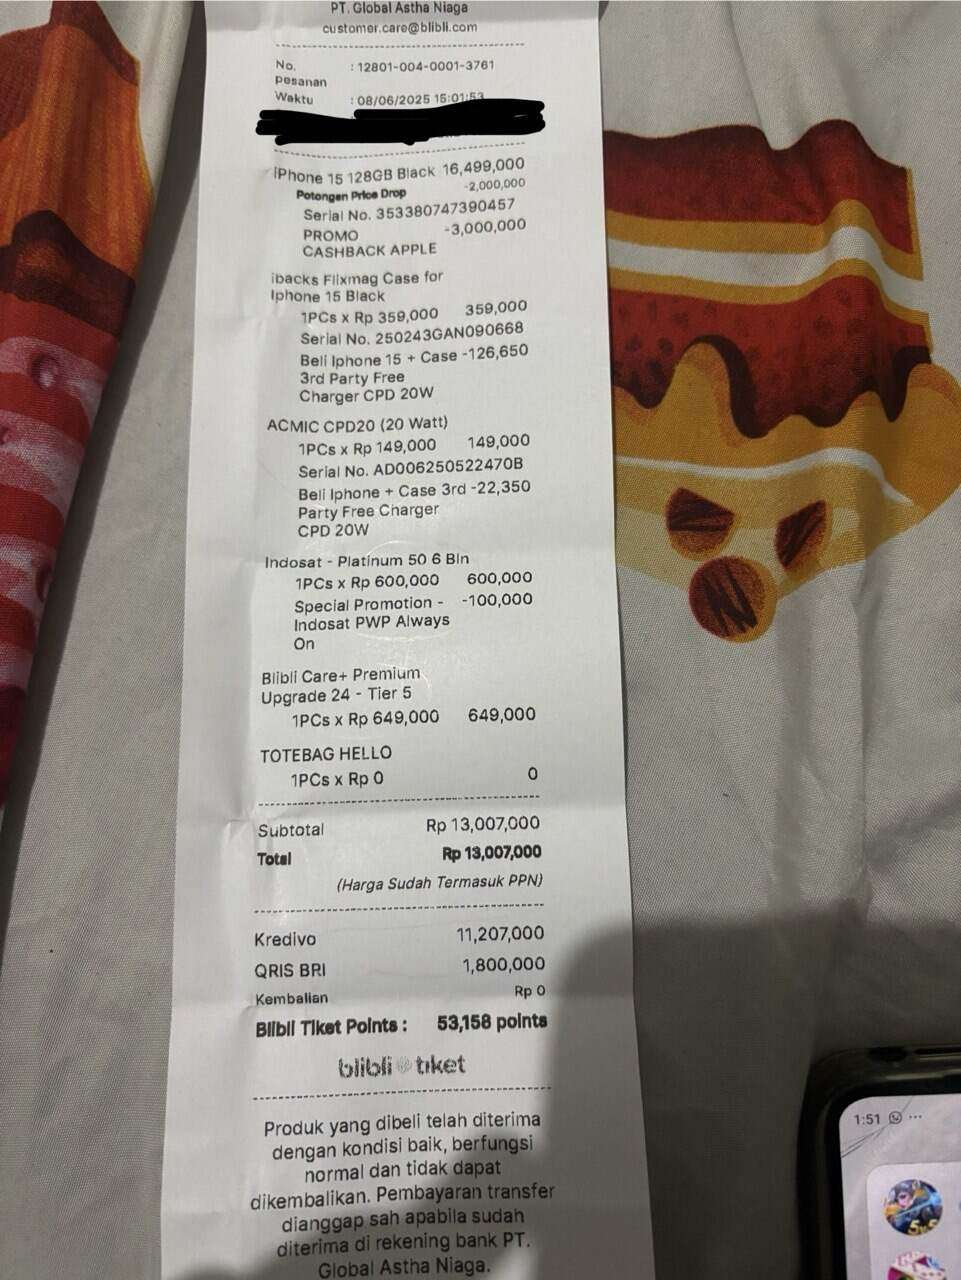 PT. Global Astha Niaga
customer.care@blibli.com
No. pesanan : 12801-004-0001-3761
Waktu : 08/06/2025 15:01:53
iPhone 15 128GB Black 16,499,000
Potongan Price Drop -2,000,000
Serial No. 353380747390457
PROMO -3,000,000
CASHBACK APPLE
ibacks Flixmag Case for
Iphone 15 Black
1PCs x Rp 359,000 359,000
Serial No. 250243GAN090668
Beli Iphone 15 + Case -126,650
3rd Party Free
Charger CPD 20W
ACMIC CPD20 (20 Watt)
1PCs x Rp 149,000 149,000
Serial No. AD006250522470B
Beli Iphone + Case 3rd -22,350
Party Free Charger
CPD 20W
Indosat - Platinum 50 6 Bln
1PCs x Rp 600,000 600,000
Special Promotion - -100,000
Indosat PWP Always
On
Blibli Care+ Premium
Upgrade 24 - Tier 5
1PCs x Rp 649,000 649,000
TOTEBAG HELLO
1PCs x Rp 0 0
Subtotal Rp 13,007,000
Total Rp 13,007,000
(Harga Sudah Termasuk PPN)
Kredivo 11,207,000
QRIS BRI 1,800,000
Kembalian Rp 0
Blibli Tiket Points : 53,158 points
blibli tiket
Produk yang dibeli telah diterima
dengan kondisi baik, berfungsi
normal dan tidak dapat
dikembalikan. Pembayaran transfer
dianggap sah apabila sudah
diterima di rekening bank PT.
Global Astha Niaga.
1:51
5v5